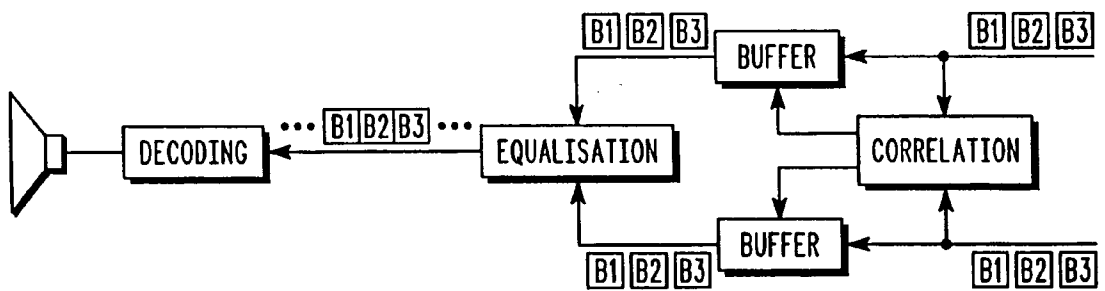 B1 B2 B3
B1 B2 B3
BUFFER
••• B1 B2 B3 •••
DECODING
EQUALISATION
CORRELATION
BUFFER
B1 B2 B3
B1 B2 B3